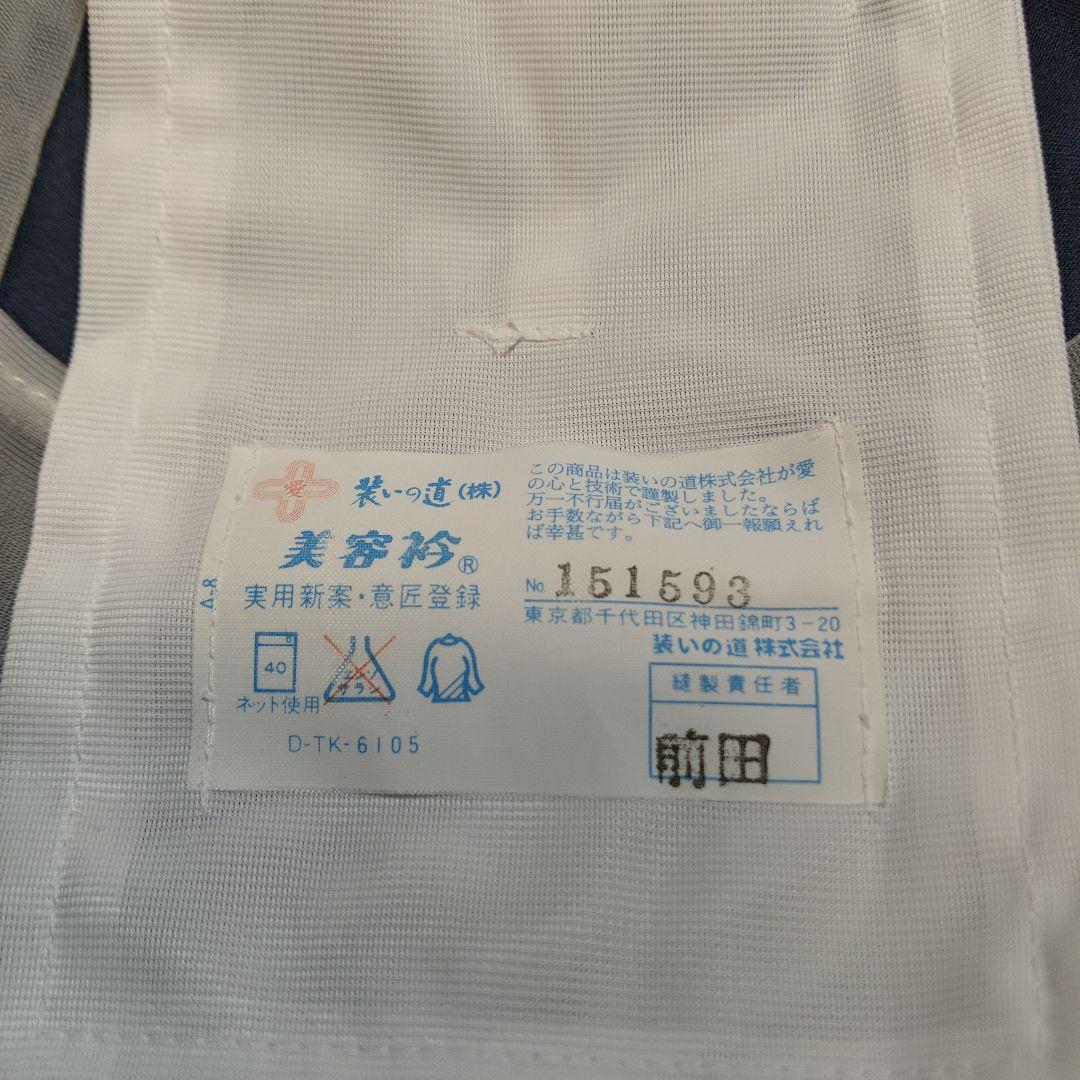 愛
装いの道(株)
美容衿®
実用新案・意匠登録
A-8
40
エンソ
サラシ
ネット使用
D-TK-6105
この商品は装いの道株式会社が愛
の心と技術で謹製しました。
万一不行届がございましたならば
お手数ながら下記へ御一報願えれ
ば幸甚です。
No. 151593
東京都千代田区神田錦町3-20
装いの道株式会社
縫製責任者
前田